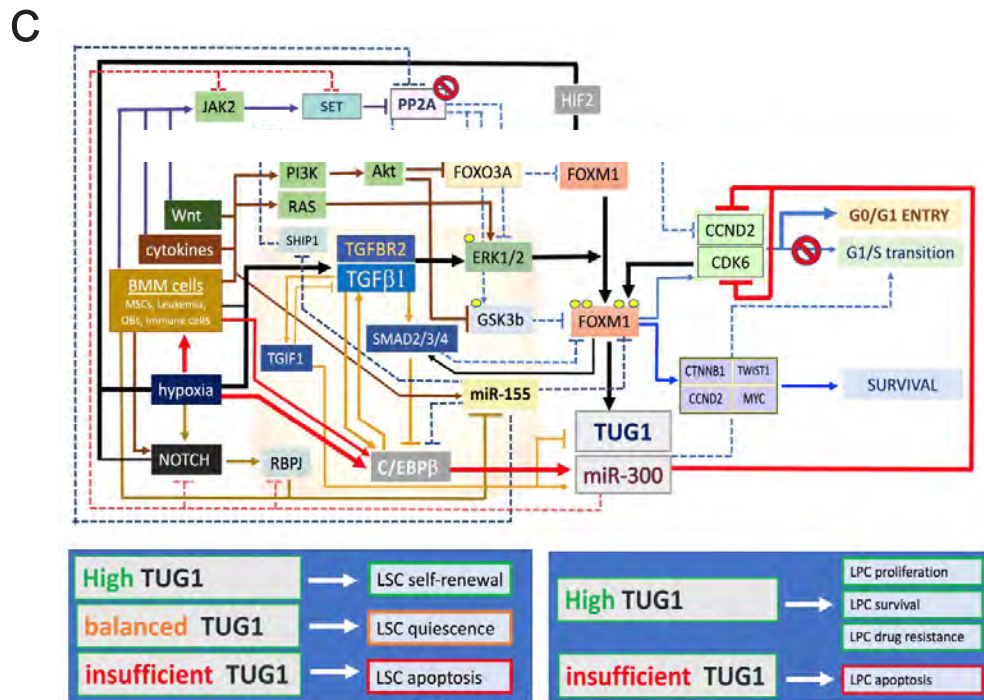 C
HIF2
JAK2
SET
PP2A
PI3K
Akt
FOXO3A
FOXM1
RAS
Wnt
CCND2
G0/G1 ENTRY
cytokines
SHIP1
TGFBR2
ERK1/2
CDK6
G1/S transition
TGFβ1
BMM cells
MSCs, Leukemia,
OBs, Immune cells
GSK3b
FOXM1
SMAD2/3/4
TGIF1
CTNNB1
TWIST1
hypoxia
miR-155
SURVIVAL
CCND2
MYC
TUG1
NOTCH
RBPJ
C/EBPβ
miR-300
High TUG1
LSC self-renewal
balanced TUG1
LSC quiescence
insufficient TUG1
LSC apoptosis
High TUG1
LPC proliferation
LPC survival
LPC drug resistance
insufficient TUG1
LPC apoptosis